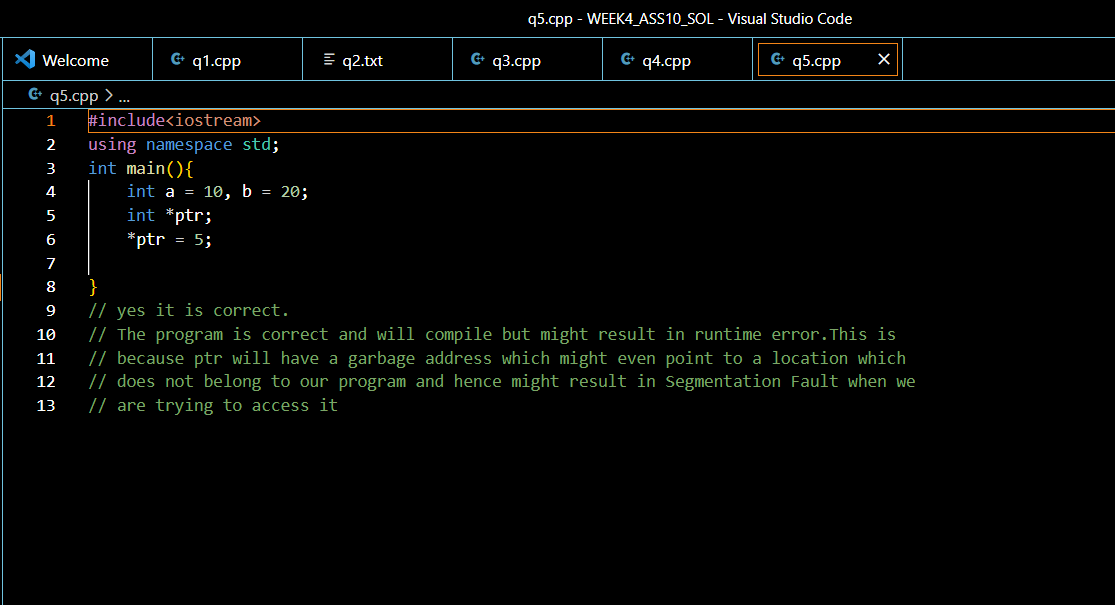 q5.cpp - WEEK4_ASS10_SOL - Visual Studio Code
Welcome
q1.cpp
q2.txt
q3.cpp
q4.cpp
q5.cpp
q5.cpp > ...
1 #include<iostream>
2 using namespace std;
3 int main(){
4 int a = 10, b = 20;
5 int *ptr;
6 *ptr = 5;
7
8 }
9 // yes it is correct.
10 // The program is correct and will compile but might result in runtime error.This is
11 // because ptr will have a garbage address which might even point to a location which
12 // does not belong to our program and hence might result in Segmentation Fault when we
13 // are trying to access it